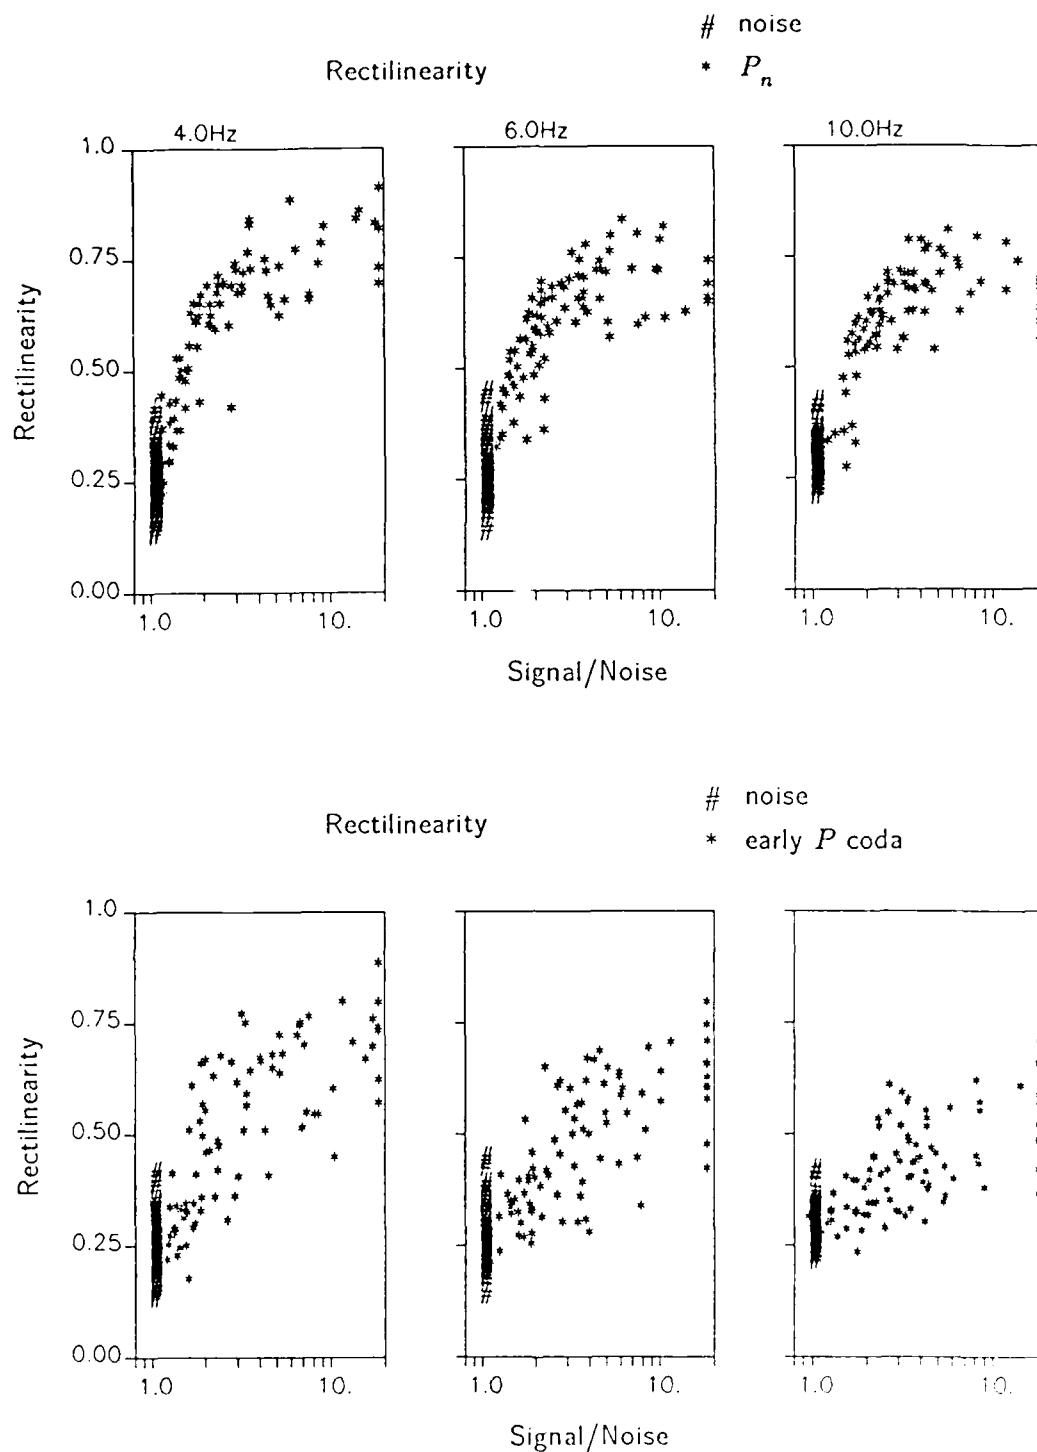 # noise
Rectilinearity
* Pn
4.0Hz 6.0Hz 10.0Hz
1.0
0.75
0.50
0.25
0.00
Rectilinearity
1.0 10. 1.0 10. 1.0 10.
Signal/Noise
# noise
Rectilinearity
* early P coda
1.0
0.75
0.50
0.25
0.00
Rectilinearity
1.0 10. 1.0 10. 1.0 10.
Signal/Noise